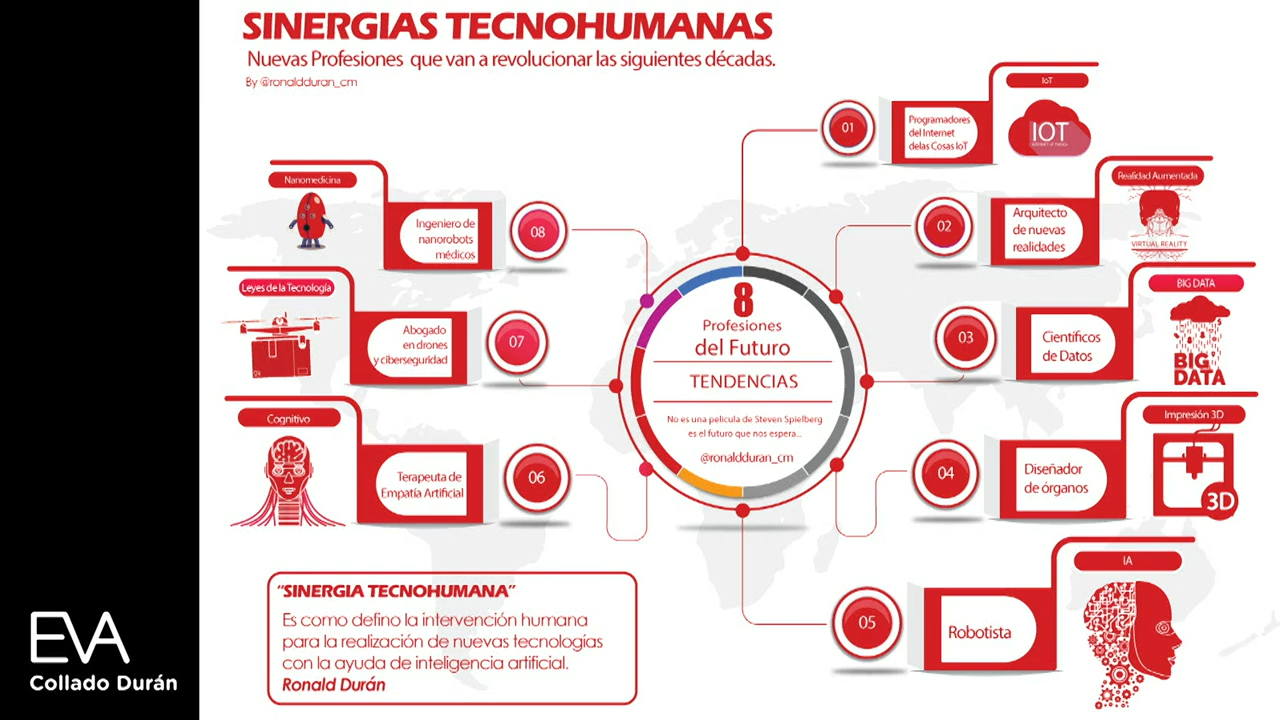 SINERGIAS TECNOHUMANAS
Nuevas Profesiones que van a revolucionar las siguientes décadas.
By @ronaldduran_cm
8
Profesiones
del Futuro
TENDENCIAS
No es una pelicula de Steven Spielberg
es el futuro que nos espera...
@ronaldduran_cm
01
Programadores
del Internet
delas Cosas IoT
IoT
IOT
02
Arquitecto
de nuevas
realidades
Realidad Aumentada
VIRTUAL REALITY
03
Científicos
de Datos
BIG DATA
BIG
DATA
04
Diseñador
de órganos
Impresión 3D
3D
05
Robotista
IA
06
Terapeuta de
Empatía Artificial
Cognitivo
07
Abogado
en drones
y ciberseguridad
Leyes de la Tecnología
08
Ingeniero de
nanorobots
médicos
Nanomedicina
"SINERGIA TECNOHUMANA"
Es como defino la intervención humana
para la realización de nuevas tecnologías
con la ayuda de inteligencia artificial.
Ronald Durán
EVA
Collado Durán